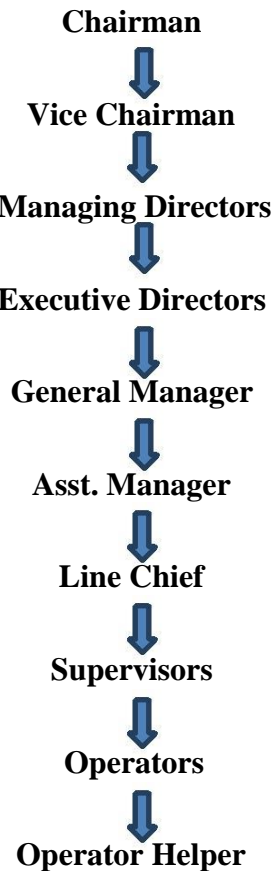 Chairman
Vice Chairman
Managing Directors
Executive Directors
General Manager
Asst. Manager
Line Chief
Supervisors
Operators
Operator Helper